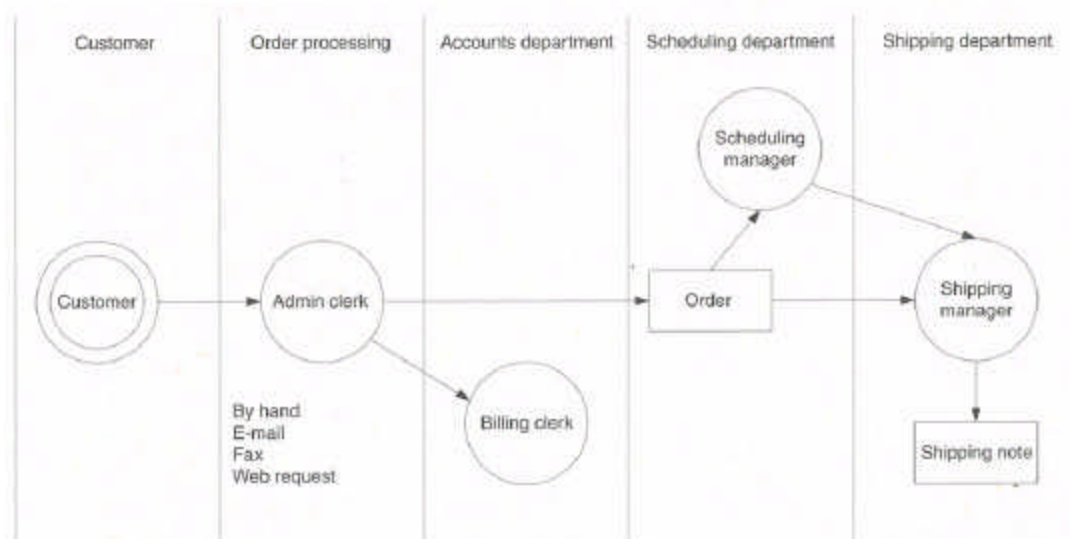 Customer
Order processing
Accounts department
Scheduling department
Shipping department
Scheduling
manager
Customer
Admin clerk
Order
Shipping
manager
By hand
E-mail
Fax
Web request
Billing clerk
Shipping note